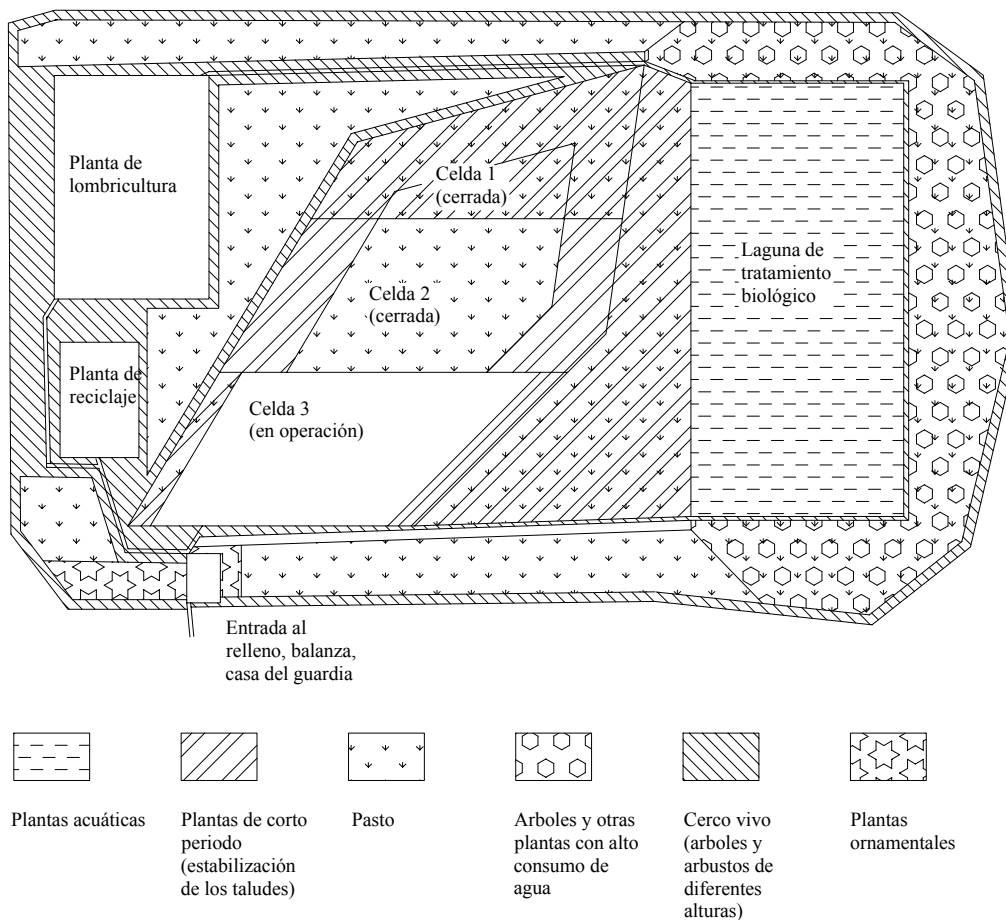 Planta de
lombricultura
Celda 1
(cerrada)
Laguna de
tratamiento
biológico
Celda 2
(cerrada)
Planta de
reciclaje
Celda 3
(en operación)
Entrada al
relleno, balanza,
casa del guardia
Plantas acuáticas
Plantas de corto
periodo
(estabilización
de los taludes)
Pasto
Arboles y otras
plantas con alto
consumo de
agua
Cerco vivo
(arboles y
arbustos de
diferentes
alturas)
Plantas
ornamentales